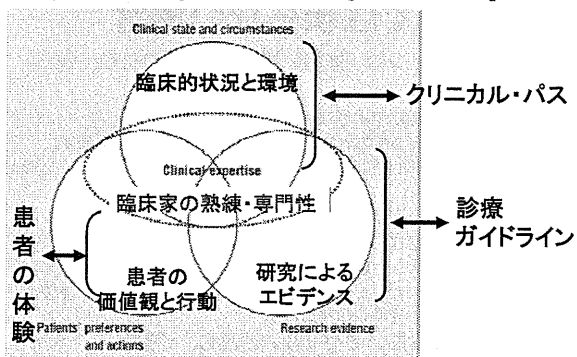 Clinical state and circumstances
臨床的状況と環境
クリニカル・パス
Clinical expertise
臨床家の熟練・専門性
診療
ガイドライン
患者の体験
患者の
価値観と行動
研究による
エビデンス
Patients' preferences
and actions
Research evidence